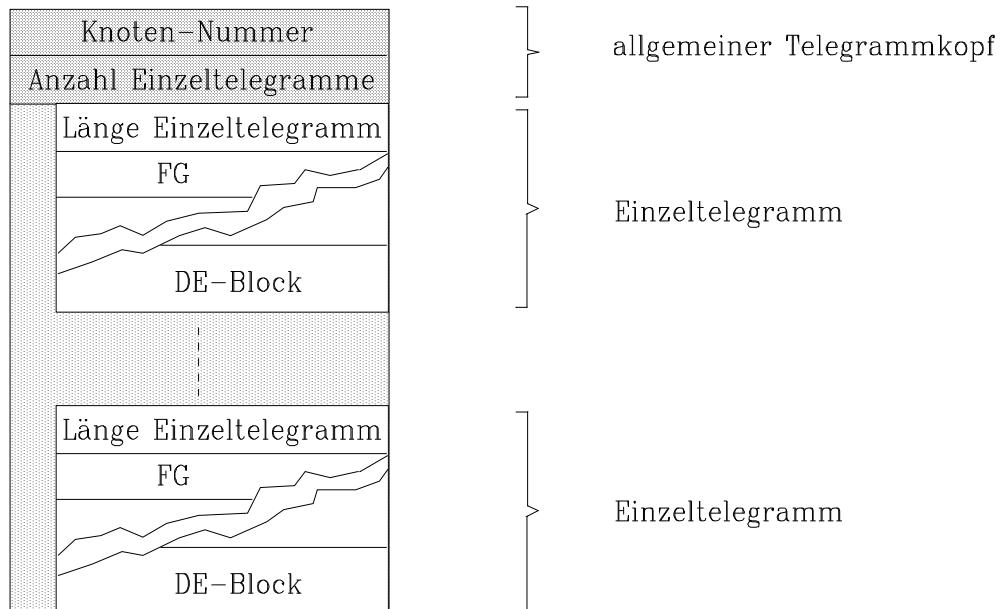 Knoten-Nummer
allgemeiner Telegrammkopf
Anzahl Einzeltelegramme
Länge Einzeltelegramm
FG
Einzeltelegramm
DE-Block
Länge Einzeltelegramm
FG
Einzeltelegramm
DE-Block